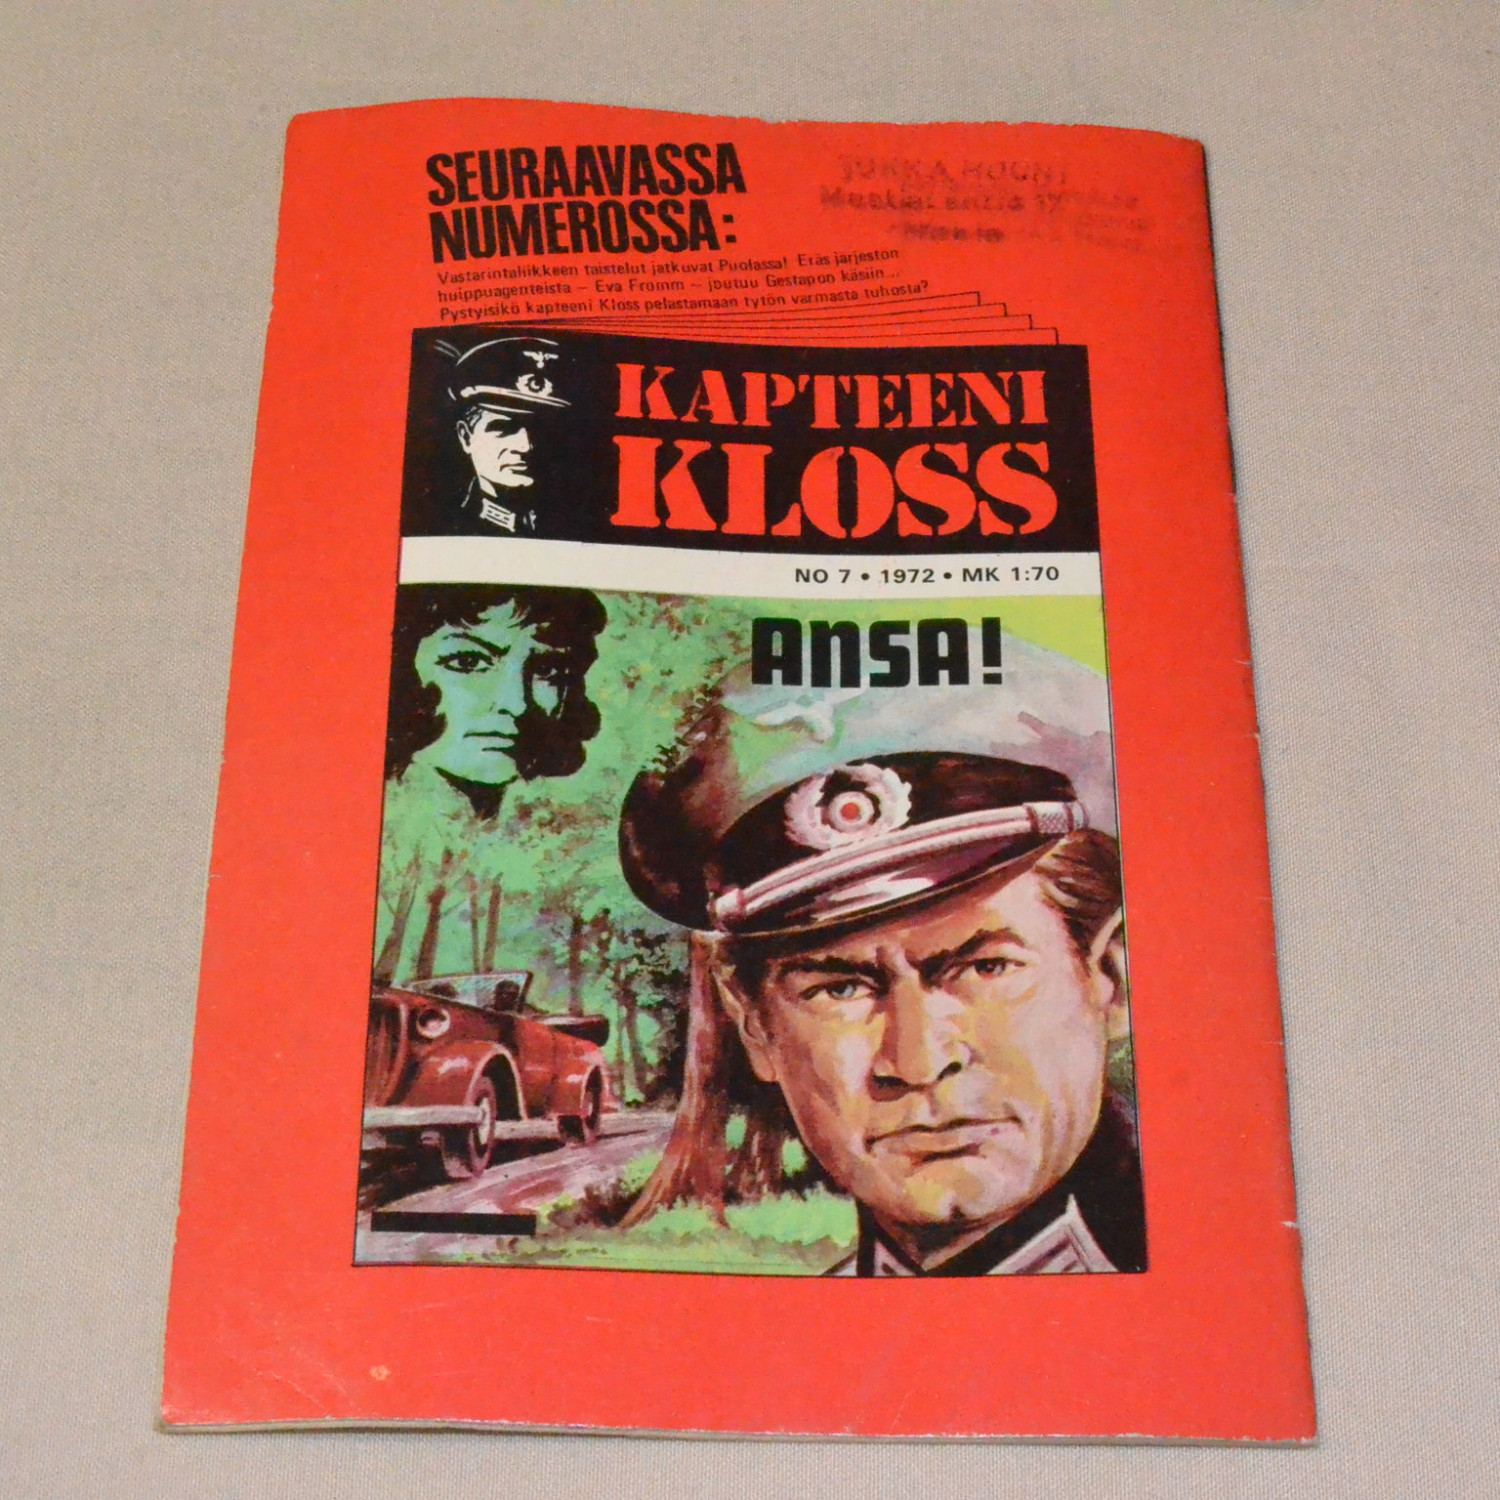 SEURAAVASSA
NUMEROSSA:
Vastarintaliikkeen taistelut jatkuvat Puolassa! Eräs järjestön
huippuagenteista – Eva Fromm – joutuu Gestapon käsiin...
Pystyisikö kapteeni Kloss pelastamaan tytön varmasta tuhosta?
KAPTEENI
KLOSS
NO 7 • 1972 • MK 1:70
ANSA!